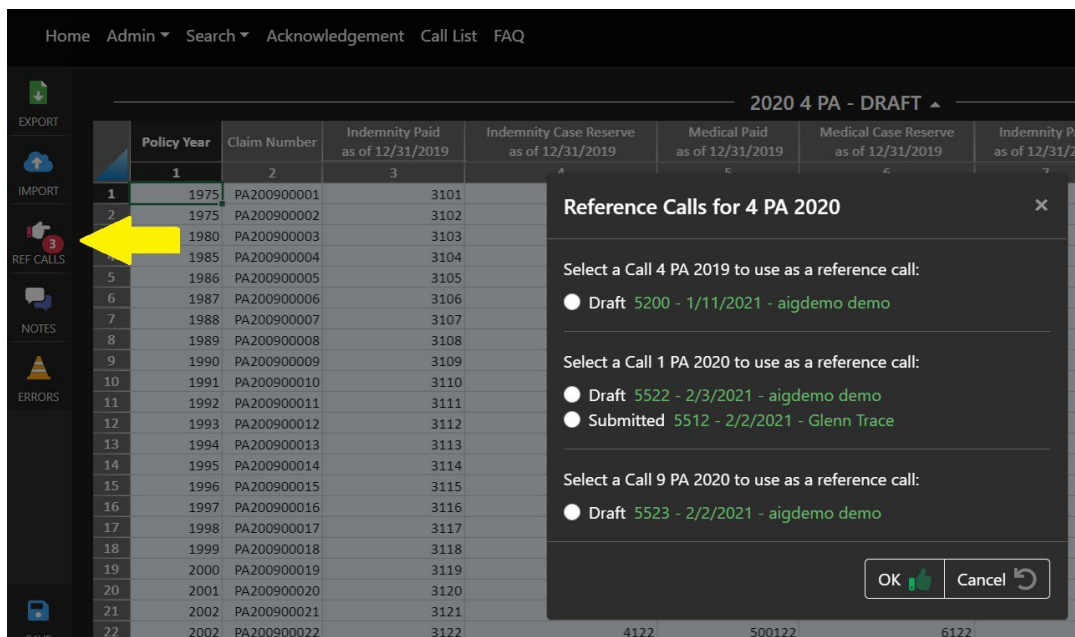 Home Admin Search Acknowledgement Call List FAQ
EXPORT
IMPORT
3
REF CALLS
NOTES
ERRORS
2020 4 PA - DRAFT
Policy Year Claim Number Indemnity Paid as of 12/31/2019 Indemnity Case Reserve as of 12/31/2019 Medical Paid as of 12/31/2019 Medical Case Reserve as of 12/31/2019
1 2 3
1 1975 PA200900001 3101
2 1975 PA200900002 3102
1980 PA200900003 3103
1985 PA200900004 3104
5 1986 PA200900005 3105
6 1987 PA200900006 3106
7 1988 PA200900007 3107
8 1989 PA200900008 3108
9 1990 PA200900009 3109
10 1991 PA200900010 3110
11 1992 PA200900011 3111
12 1993 PA200900012 3112
13 1994 PA200900013 3113
14 1995 PA200900014 3114
15 1996 PA200900015 3115
16 1997 PA200900016 3116
17 1998 PA200900017 3117
18 1999 PA200900018 3118
19 2000 PA200900019 3119
20 2001 PA200900020 3120
21 2002 PA200900021 3121
22 2002 PA200900022 3122 4122 500122 6122
Reference Calls for 4 PA 2020
Select a Call 4 PA 2019 to use as a reference call:
Draft 5200 - 1/11/2021 - aigdemo demo
Select a Call 1 PA 2020 to use as a reference call:
Draft 5522 - 2/3/2021 - aigdemo demo
Submitted 5512 - 2/2/2021 - Glenn Trace
Select a Call 9 PA 2020 to use as a reference call:
Draft 5523 - 2/2/2021 - aigdemo demo
OK Cancel